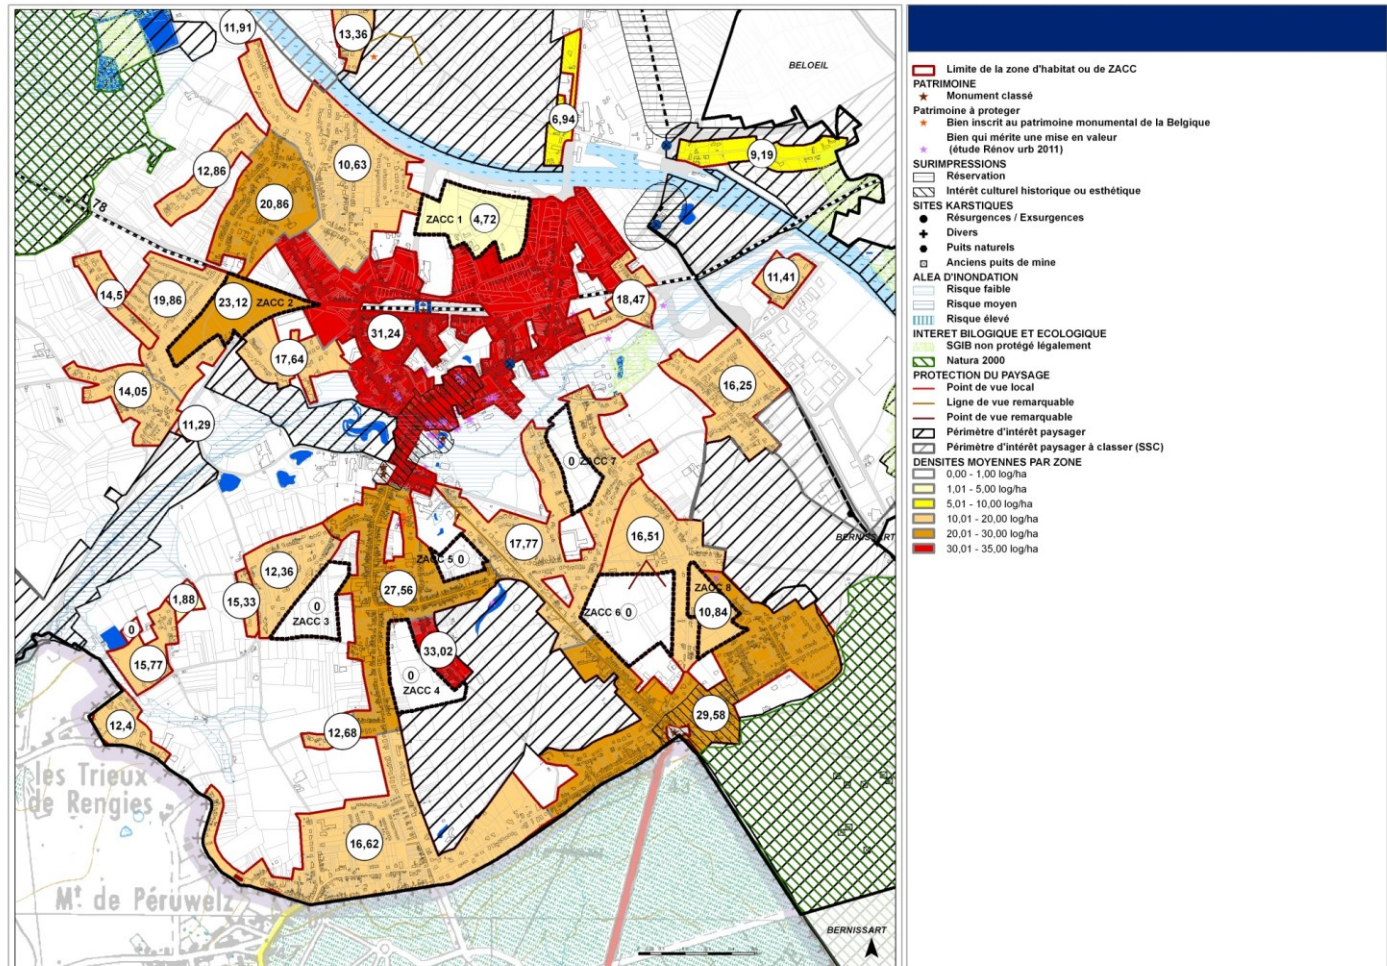 11,91
13,36
BELOEIL
6,94
9,19
12,86
10,63
20,86
78
ZACC 1
4,72
11,41
14,5
19,86
23,12
ZACC 2
18,47
31,24
17,64
14,05
16,25
11,29
0
ZACC 7
BERNISSART
17,77
16,51
ZACC 5
0
12,36
27,56
ZACC 8
1,88
15,33
0
ZACC 3
ZACC 6
0
10,84
0
33,02
15,77
0
ZACC 4
29,58
12,4
12,68
les Trieux
de Rengies
16,62
Mt de Péruwelz
BERNISSART
Limite de la zone d'habitat ou de ZACC
PATRIMOINE
Monument classé
Patrimoine à proteger
Bien inscrit au patrimoine monumental de la Belgique
Bien qui mérite une mise en valeur
(étude Rénov urb 2011)
SURIMPRESSIONS
Réservation
Intérêt culturel historique ou esthétique
SITES KARSTIQUES
Résurgences / Exsurgences
Divers
Puits naturels
Anciens puits de mine
ALEA D'INONDATION
Risque faible
Risque moyen
Risque élevé
INTERET BILOGIQUE ET ECOLOGIQUE
SGIB non protégé légalement
Natura 2000
PROTECTION DU PAYSAGE
Point de vue local
Ligne de vue remarquable
Point de vue remarquable
Périmètre d'intérêt paysager
Périmètre d'intérêt paysager à classer (SSC)
DENSITES MOYENNES PAR ZONE
0,00 - 1,00 log/ha
1,01 - 5,00 log/ha
5,01 - 10,00 log/ha
10,01 - 20,00 log/ha
20,01 - 30,00 log/ha
30,01 - 35,00 log/ha